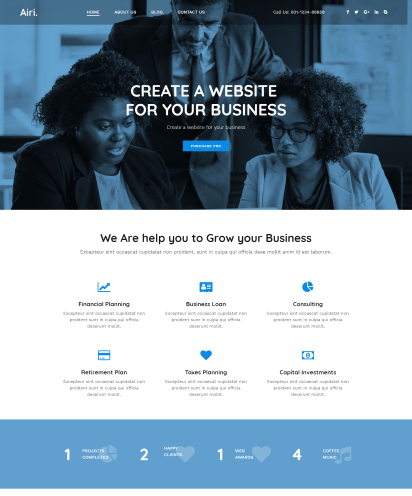 Airi.
HOME ABOUT US BLOG CONTACT US
Call Us: 001-1234-88888
CREATE A WEBSITE
FOR YOUR BUSINESS
Create a website for your business
PURCHASE PRO
We Are help you to Grow your Business
Excepteur sint occaecat cupidatat non proident, sunt in culpa qui officia dese mollit anim id est laborum.
Financial Planning
Excepteur sint occaecat cupidatat non
proident sunt in culpa qui officia
deserunt mollit.
Business Loan
Excepteur sint occaecat cupidatat non
proident sunt in culpa qui officia
deserunt mollit.
Consulting
Excepteur sint occaecat cupidatat non
proident sunt in culpa qui officia
deserunt mollit.
Retirement Plan
Excepteur sint occaecat cupidatat non
proident sunt in culpa qui officia
deserunt mollit.
Taxes Planning
Excepteur sint occaecat cupidatat non
proident sunt in culpa qui officia
deserunt mollit.
Capital Investments
Excepteur sint occaecat cupidatat non
proident sunt in culpa qui officia
deserunt mollit.
1 PROJECTS
COMPLETED
2 HAPPY
CLIENTS
1 WEB
AWARDS
4 COFFEE
MUSIC